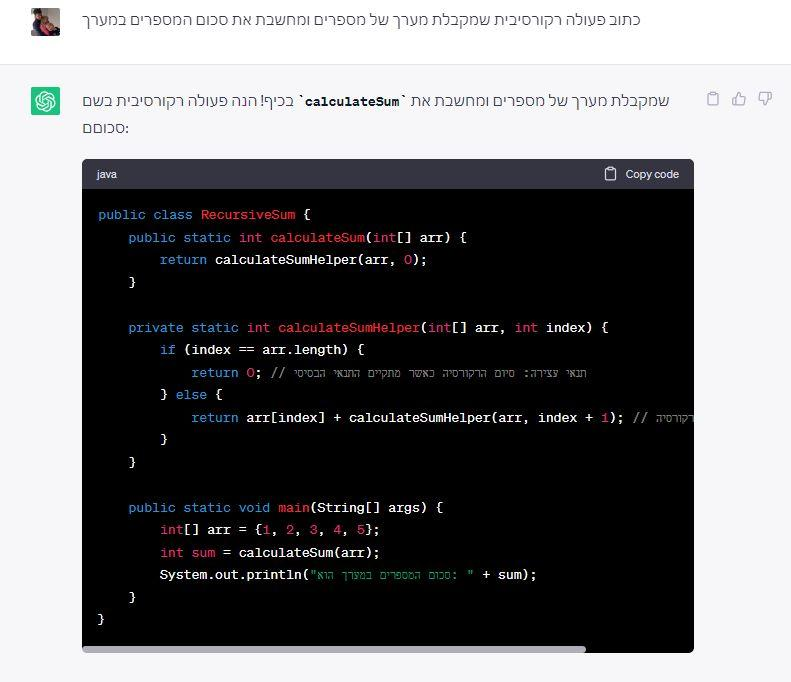 כתוב פעולה רקורסיבית שמקבלת מערך של מספרים ומחשבת את סכום המספרים במערך
בכיף! הנה פעולה רקורסיבית בשם `calculateSum` שמקבלת מערך של מספרים ומחשבת את
סכומם:
java
Copy code
public class RecursiveSum {
    public static int calculateSum(int[] arr) {
        return calculateSumHelper(arr, 0);
    }

    private static int calculateSumHelper(int[] arr, int index) {
        if (index == arr.length) {
            return 0; // תנאי עצירה: סיום הרקורסיה כאשר מתקיים התנאי הבסיסי
        } else {
            return arr[index] + calculateSumHelper(arr, index + 1); // רקורסיה
        }
    }

    public static void main(String[] args) {
        int[] arr = {1, 2, 3, 4, 5};
        int sum = calculateSum(arr);
        System.out.println("סכום המספרים במערך הוא: " + sum);
    }
}